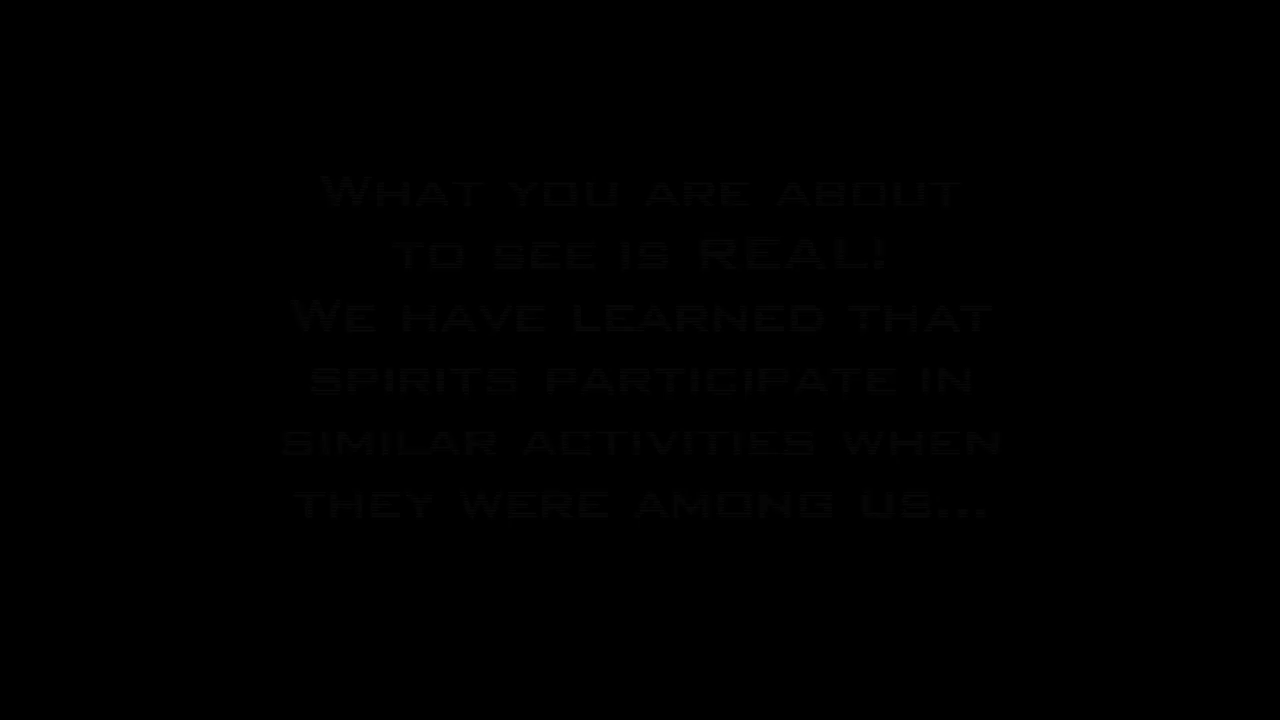 What you are about
to see is REAL!
We have learned that
spirits participate in
similar activities when
they were among us...